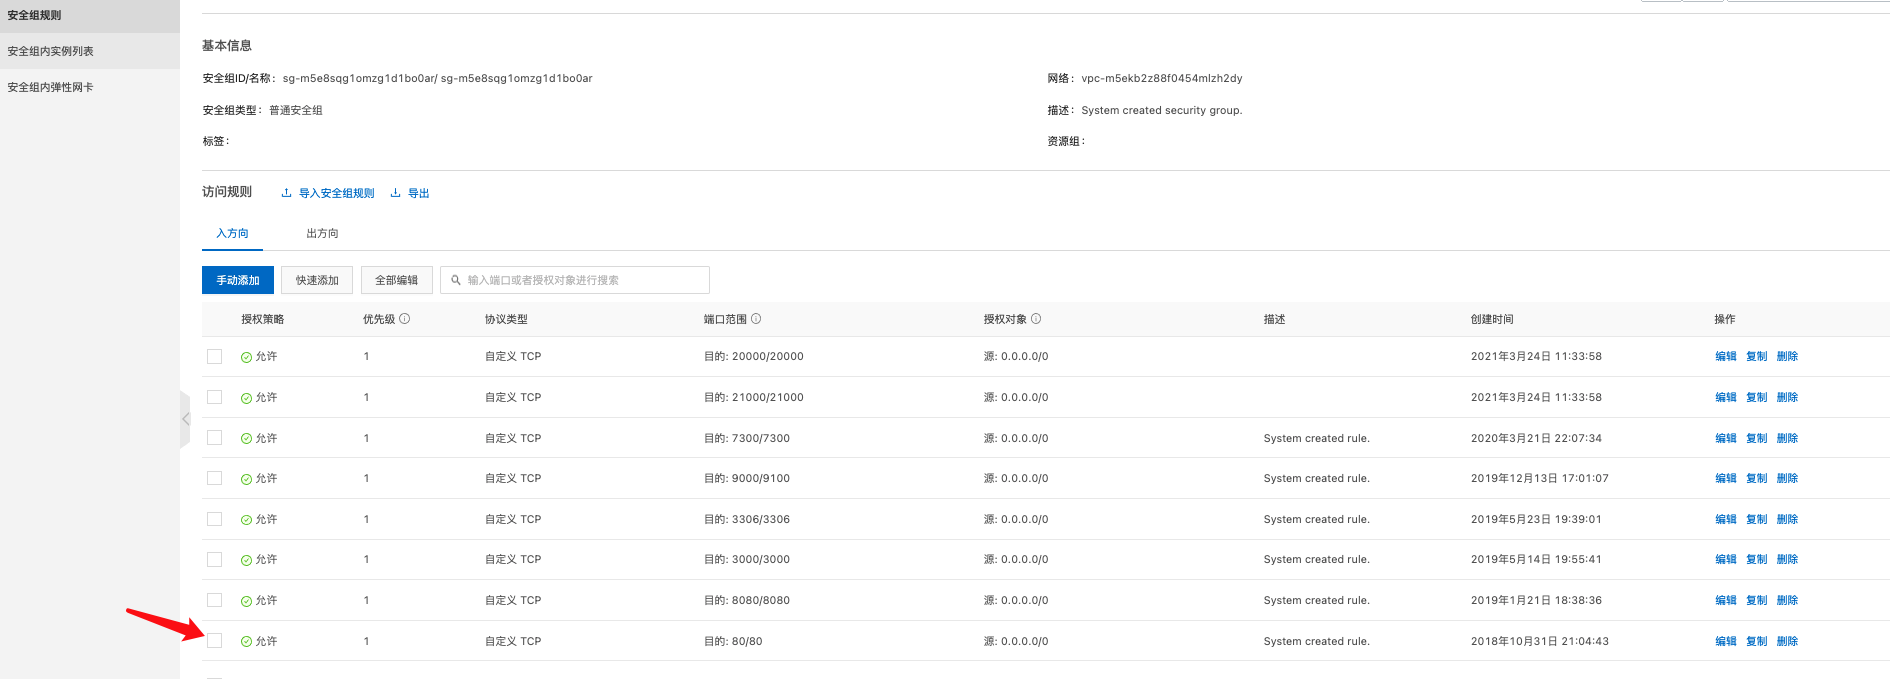 安全组规则
安全组内实例列表
安全组内弹性网卡
基本信息
安全组ID/名称： sg-m5e8sqg1omzg1d1bo0ar/ sg-m5e8sqg1omzg1d1bo0ar
网络： vpc-m5ekb2z88f0454mlzh2dy
安全组类型： 普通安全组
描述： System created security group.
标签：
资源组：
访问规则 导入安全组规则 导出
入方向 出方向
手动添加 快速添加 全部编辑 输入端口或者授权对象进行搜索
授权策略 优先级 协议类型 端口范围 授权对象 描述 创建时间 操作
允许 1 自定义 TCP 目的: 20000/20000 源: 0.0.0.0/0 2021年3月24日 11:33:58 编辑 复制 删除
允许 1 自定义 TCP 目的: 21000/21000 源: 0.0.0.0/0 2021年3月24日 11:33:58 编辑 复制 删除
允许 1 自定义 TCP 目的: 7300/7300 源: 0.0.0.0/0 System created rule. 2020年3月21日 22:07:34 编辑 复制 删除
允许 1 自定义 TCP 目的: 9000/9100 源: 0.0.0.0/0 System created rule. 2019年12月13日 17:01:07 编辑 复制 删除
允许 1 自定义 TCP 目的: 3306/3306 源: 0.0.0.0/0 System created rule. 2019年5月23日 19:39:01 编辑 复制 删除
允许 1 自定义 TCP 目的: 3000/3000 源: 0.0.0.0/0 System created rule. 2019年5月14日 19:55:41 编辑 复制 删除
允许 1 自定义 TCP 目的: 8080/8080 源: 0.0.0.0/0 System created rule. 2019年1月21日 18:38:36 编辑 复制 删除
允许 1 自定义 TCP 目的: 80/80 源: 0.0.0.0/0 System created rule. 2018年10月31日 21:04:43 编辑 复制 删除